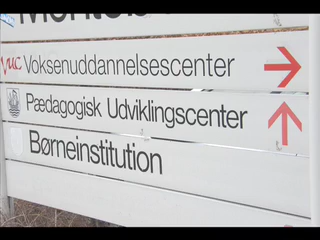 VUC Voksenuddannelsescenter
Pædagogisk Udviklingscenter
Børneinstitution